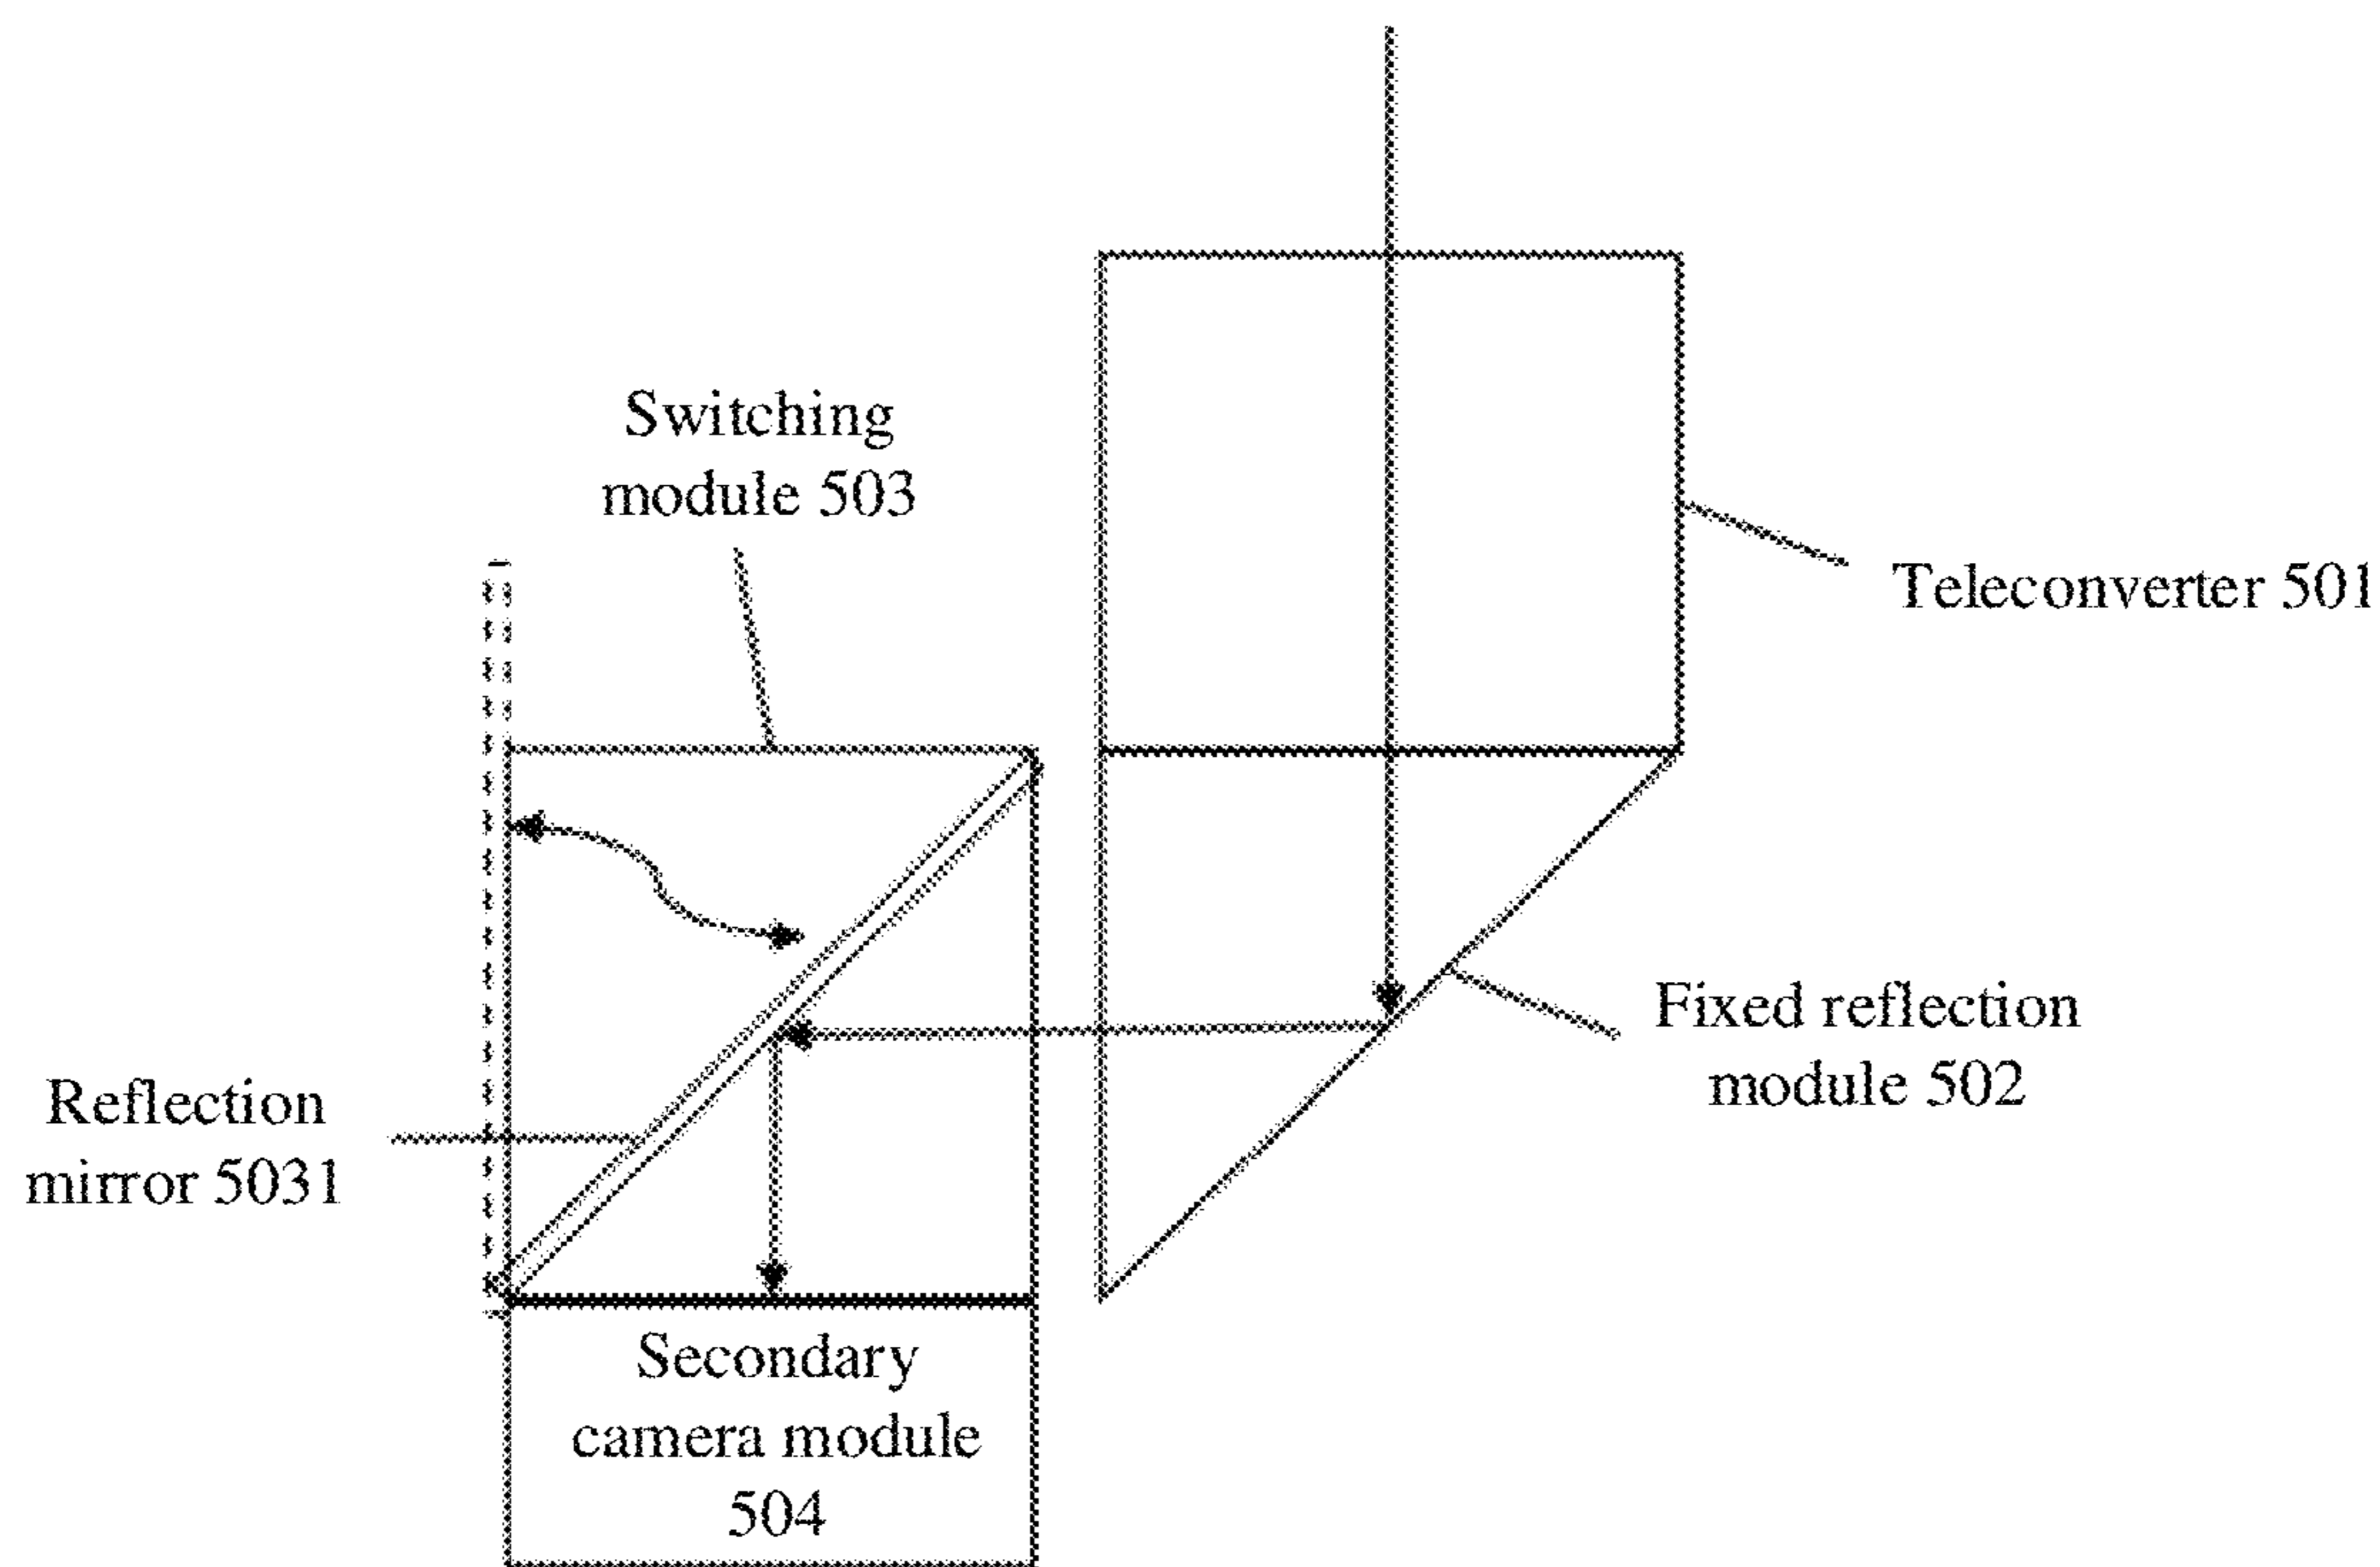 Switching
module 503
Teleconverter 501
Fixed reflection
module 502
Reflection
mirror 5031
Secondary
camera module
504